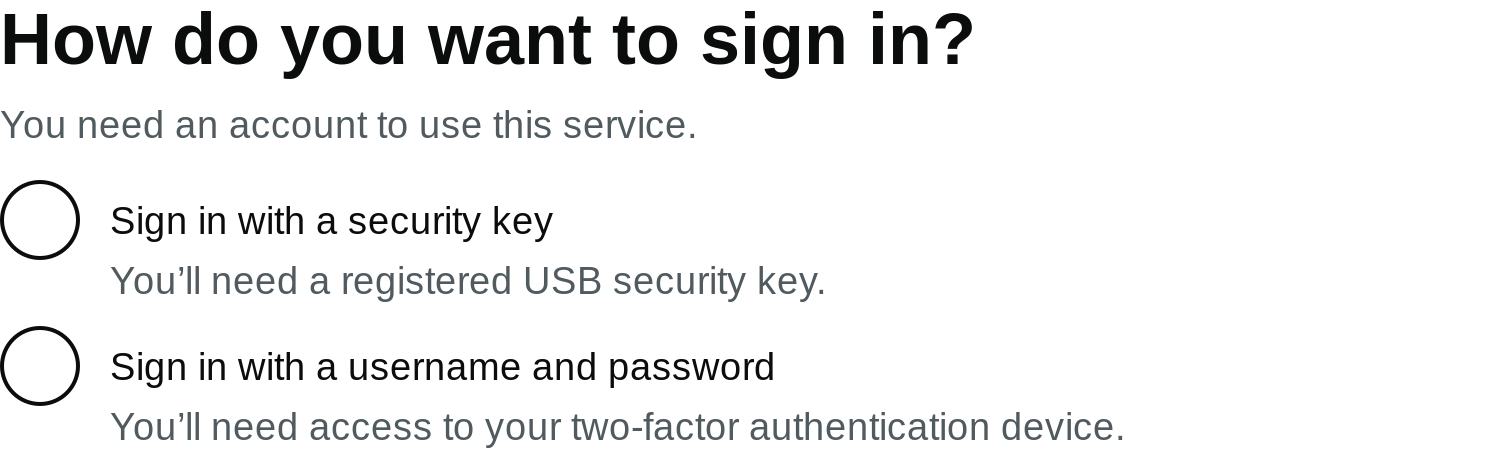 How do you want to sign in?
You need an account to use this service.
Sign in with a security key
You’ll need a registered USB security key.
Sign in with a username and password
You’ll need access to your two-factor authentication device.